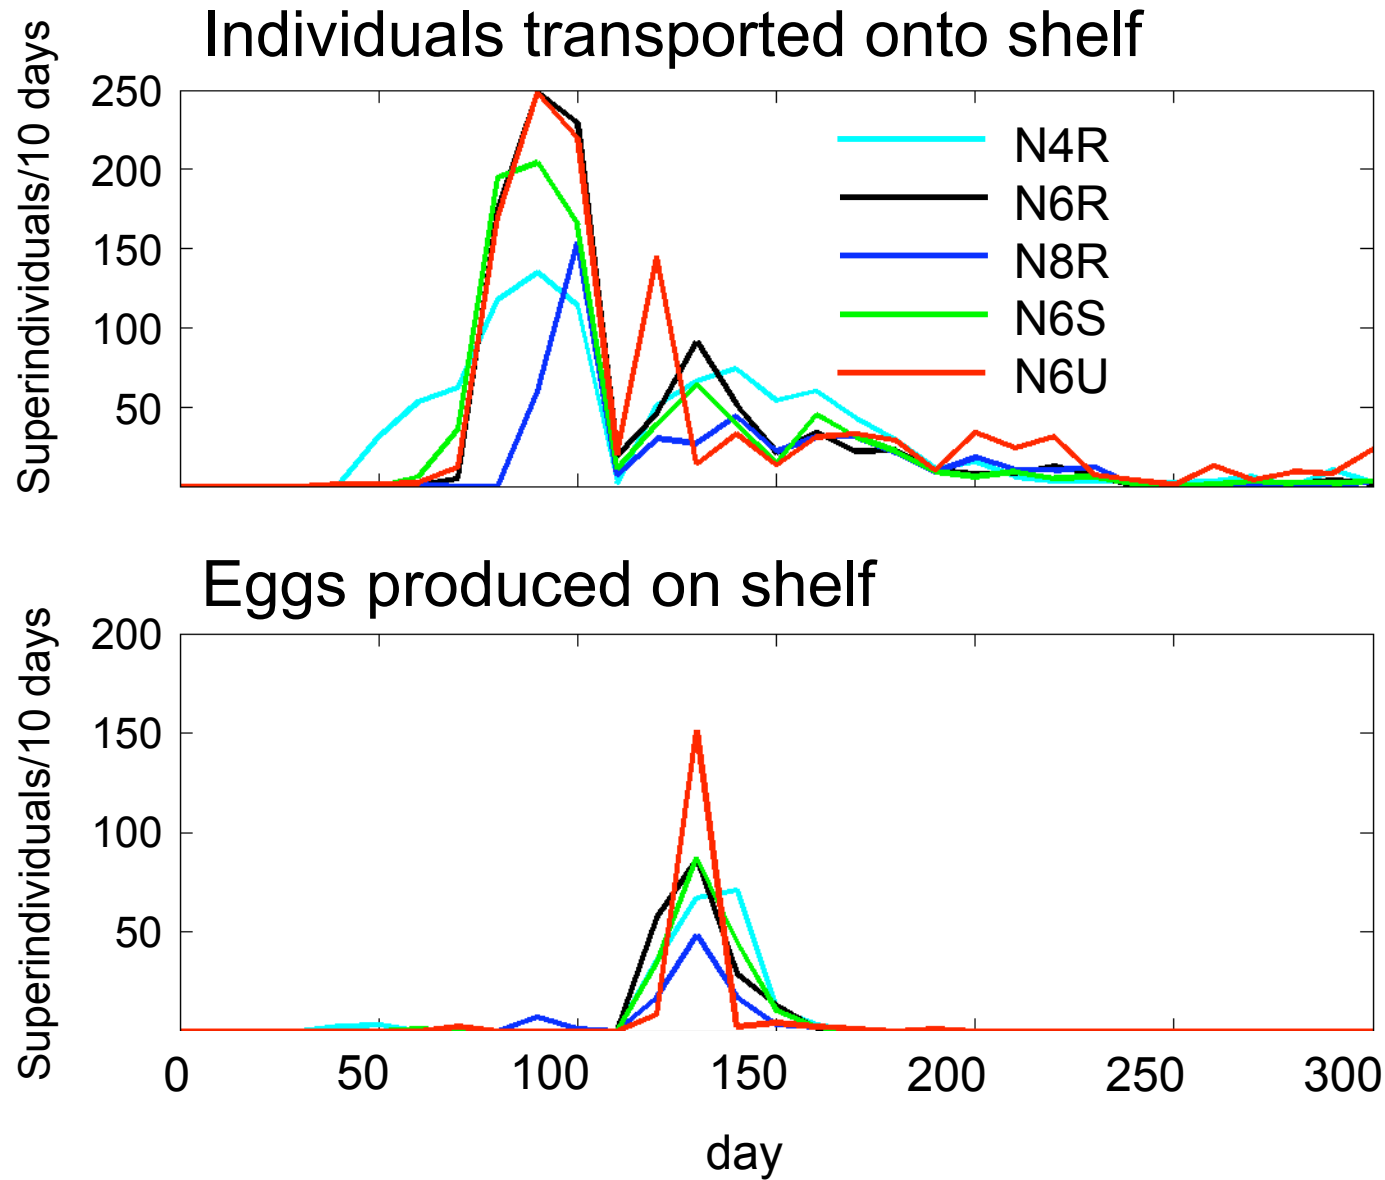 Individuals transported onto shelf
Superindividuals/10 days
250
200
150
100
50
N4R
N6R
N8R
N6S
N6U
Eggs produced on shelf
Superindividuals/10 days
200
150
100
50
0 50 100 150 200 250 300
day